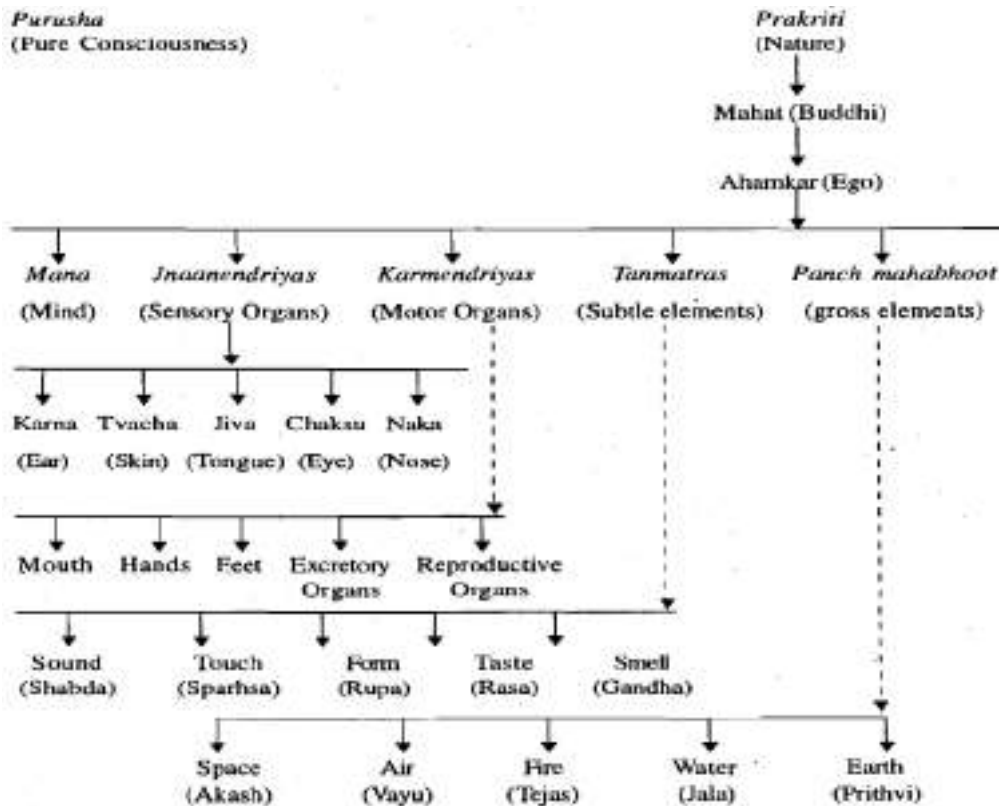 Purusha
(Pure Consciousness)
Prakriti
(Nature)
Mahat (Buddhi)
Ahamkar (Ego)
Mana
(Mind)
Jnaanendriyas
(Sensory Organs)
Karmendriyas
(Motor Organs)
Tanmatras
(Subtle elements)
Panch mahabhoot
(gross elements)
Karna
(Ear)
Tvacha
(Skin)
Jiva
(Tongue)
Chaksu
(Eye)
Naka
(Nose)
Mouth
Hands
Feet
Excretory
Organs
Reproductive
Organs
Sound
(Shabda)
Touch
(Sparhsa)
Form
(Rupa)
Taste
(Rasa)
Smell
(Gandha)
Space
(Akash)
Air
(Vayu)
Fire
(Tejas)
Water
(Jala)
Earth
(Prithvi)